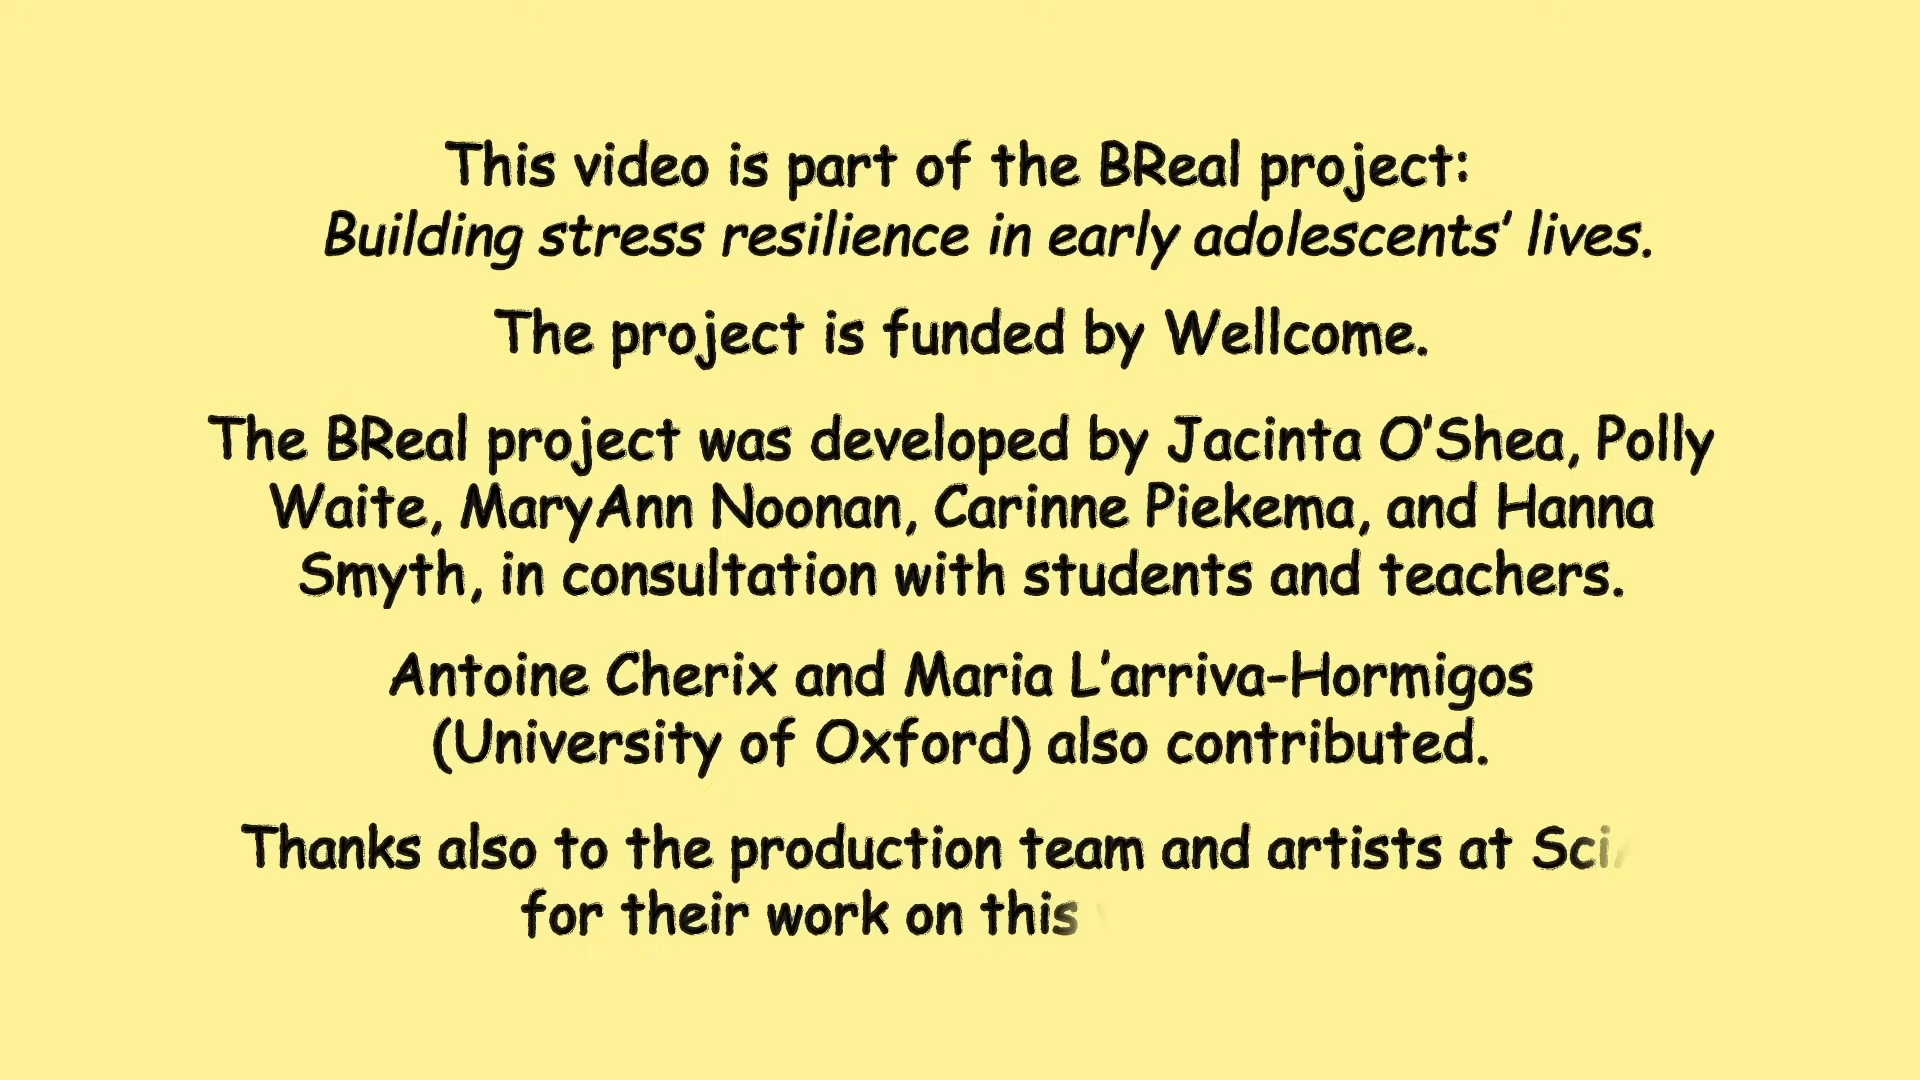 This video is part of the BReal project:
Building stress resilience in early adolescents’ lives.
The project is funded by Wellcome.
The BReal project was developed by Jacinta O’Shea, Polly
Waite, MaryAnn Noonan, Carinne Piekema, and Hanna
Smyth, in consultation with students and teachers.
Antoine Cherix and Maria L’arriva-Hormigos
(University of Oxford) also contributed.
Thanks also to the production team and artists at
for their work on this